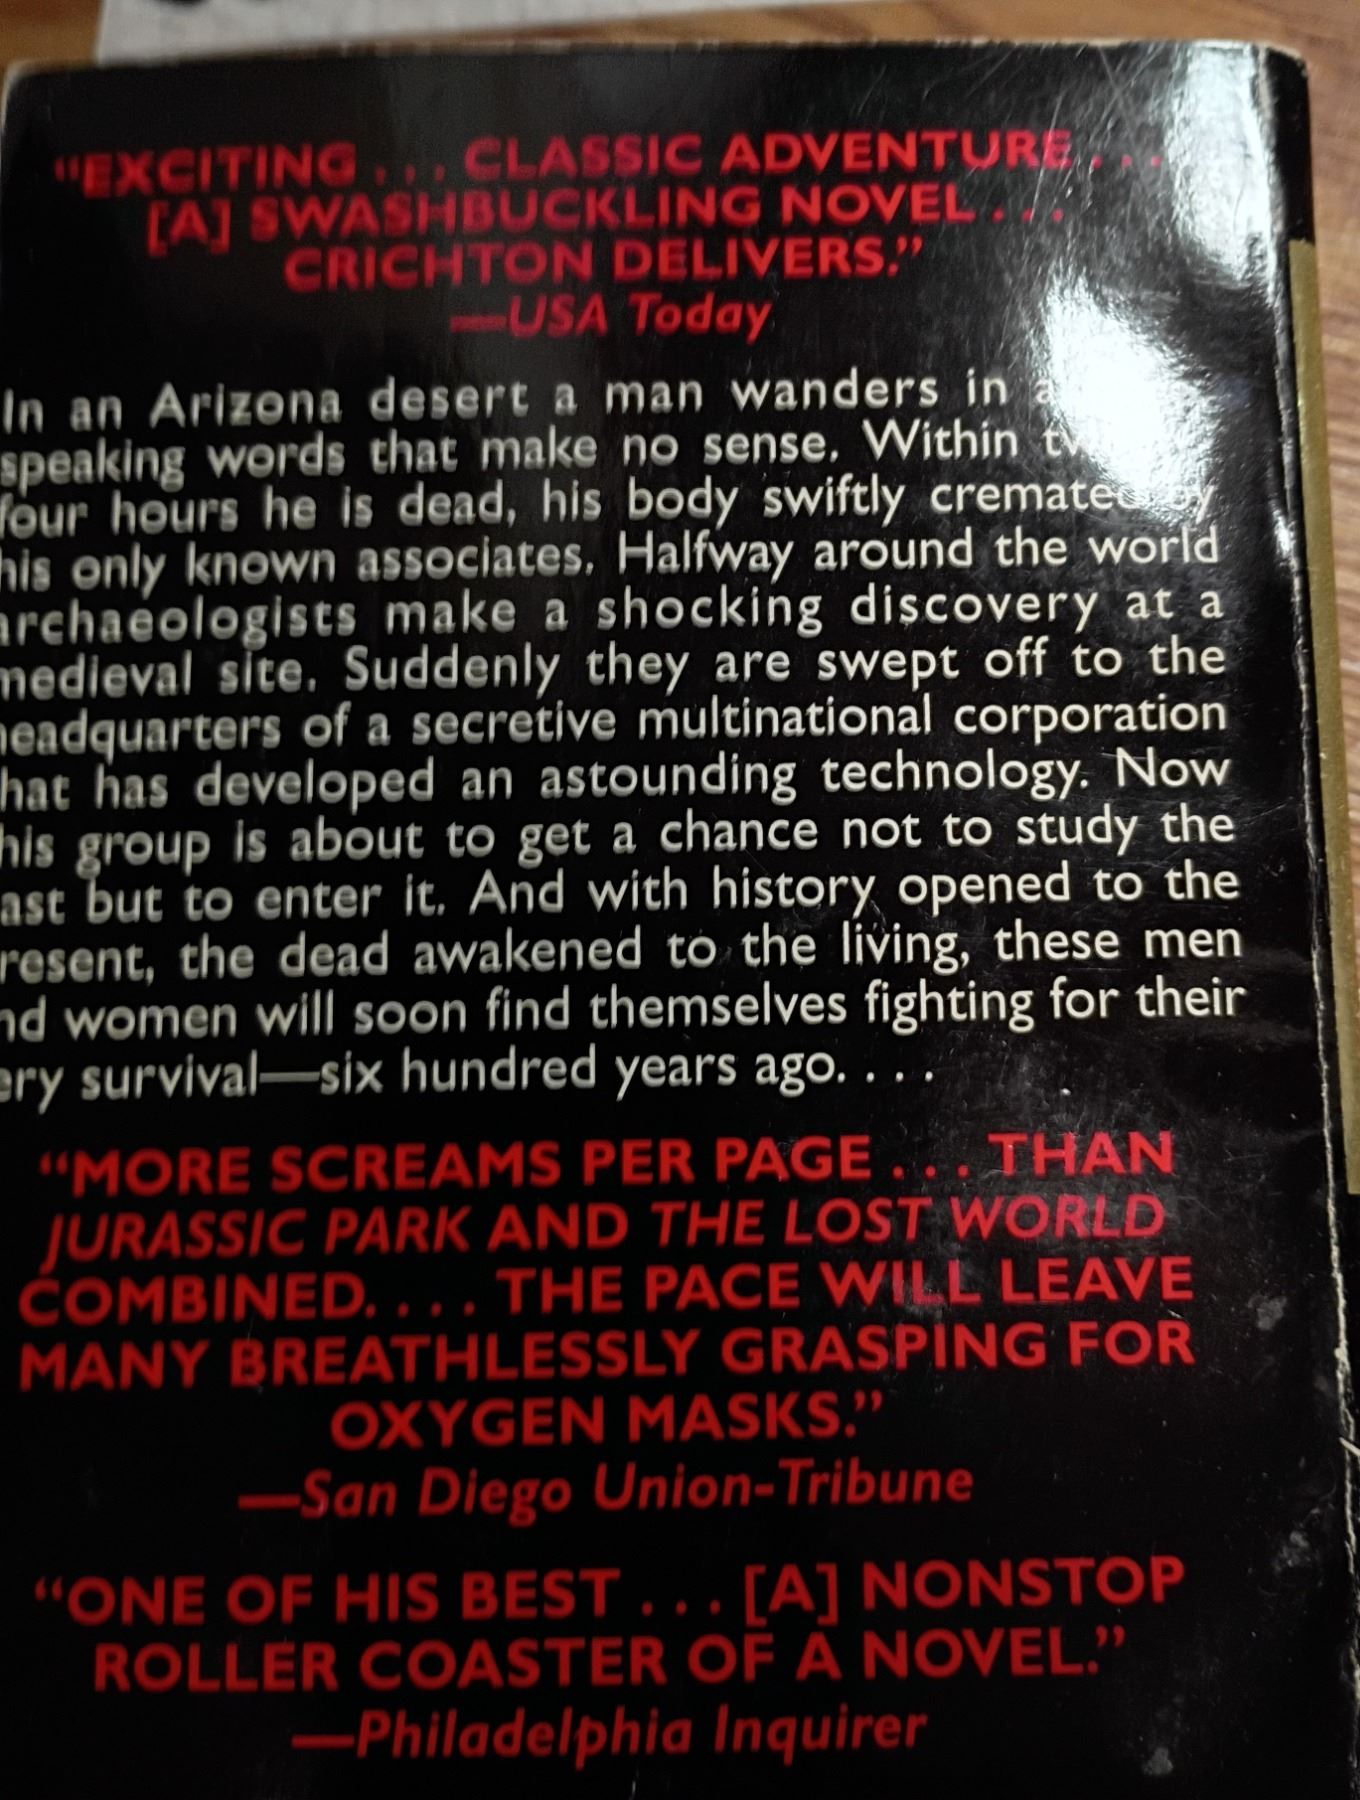 "EXCITING . . . CLASSIC ADVENTURE . . .
[A] SWASHBUCKLING NOVEL . . .
CRICHTON DELIVERS."
—USA Today
In an Arizona desert a man wanders in
speaking words that make no sense. Within
four hours he is dead, his body swiftly cremated by
his only known associates. Halfway around the world
archaeologists make a shocking discovery at a
medieval site. Suddenly they are swept off to the
headquarters of a secretive multinational corporation
that has developed an astounding technology. Now
his group is about to get a chance not to study the
ast but to enter it. And with history opened to the
resent, the dead awakened to the living, these men
nd women will soon find themselves fighting for their
ery survival—six hundred years ago. . . .
"MORE SCREAMS PER PAGE . . . THAN
JURASSIC PARK AND THE LOST WORLD
COMBINED. . . . THE PACE WILL LEAVE
MANY BREATHLESSLY GRASPING FOR
OXYGEN MASKS."
—San Diego Union-Tribune
"ONE OF HIS BEST . . . [A] NONSTOP
ROLLER COASTER OF A NOVEL."
—Philadelphia Inquirer